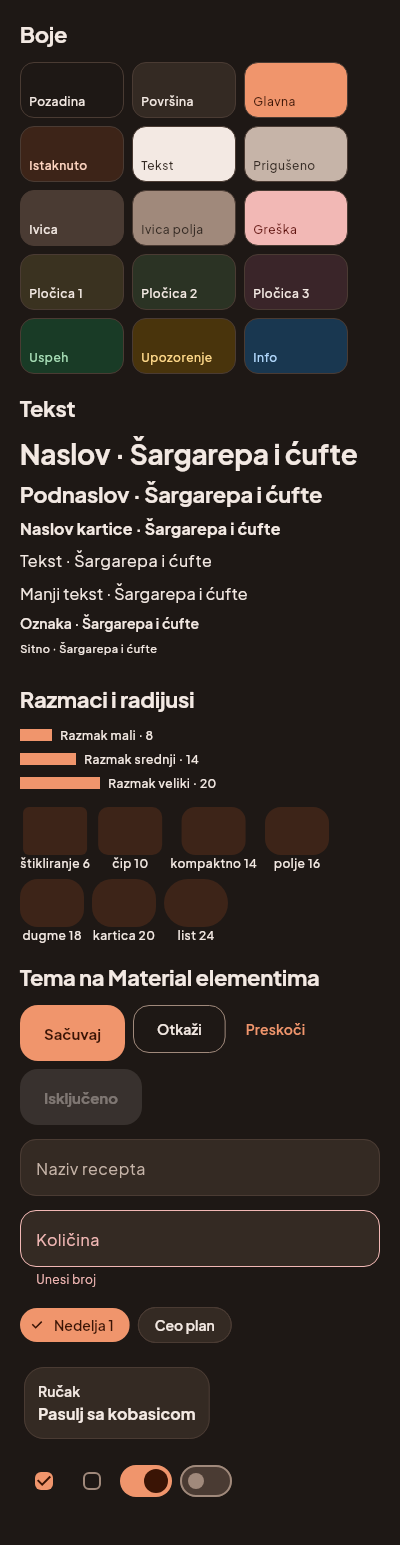 Boje
Pozadina Površina Glavna
Istaknuto Tekst Prigušeno
Ivica Ivica polja Greška
Pločica 1 Pločica 2 Pločica 3
Uspeh Upozorenje Info
Tekst
Naslov · Šargarepa i ćufte
Podnaslov · Šargarepa i ćufte
Naslov kartice · Šargarepa i ćufte
Tekst · Šargarepa i ćufte
Manji tekst · Šargarepa i ćufte
Oznaka · Šargarepa i ćufte
Sitno · Šargarepa i ćufte
Razmaci i radijusi
Razmak mali · 8
Razmak srednji · 14
Razmak veliki · 20
štikliranje 6 čip 10 kompaktno 14 polje 16
dugme 18 kartica 20 list 24
Tema na Material elementima
Sačuvaj Otkaži Preskoči
Isključeno
Naziv recepta
Količina
Unesi broj
Nedelja 1 Ceo plan
Ručak
Pasulj sa kobasicom